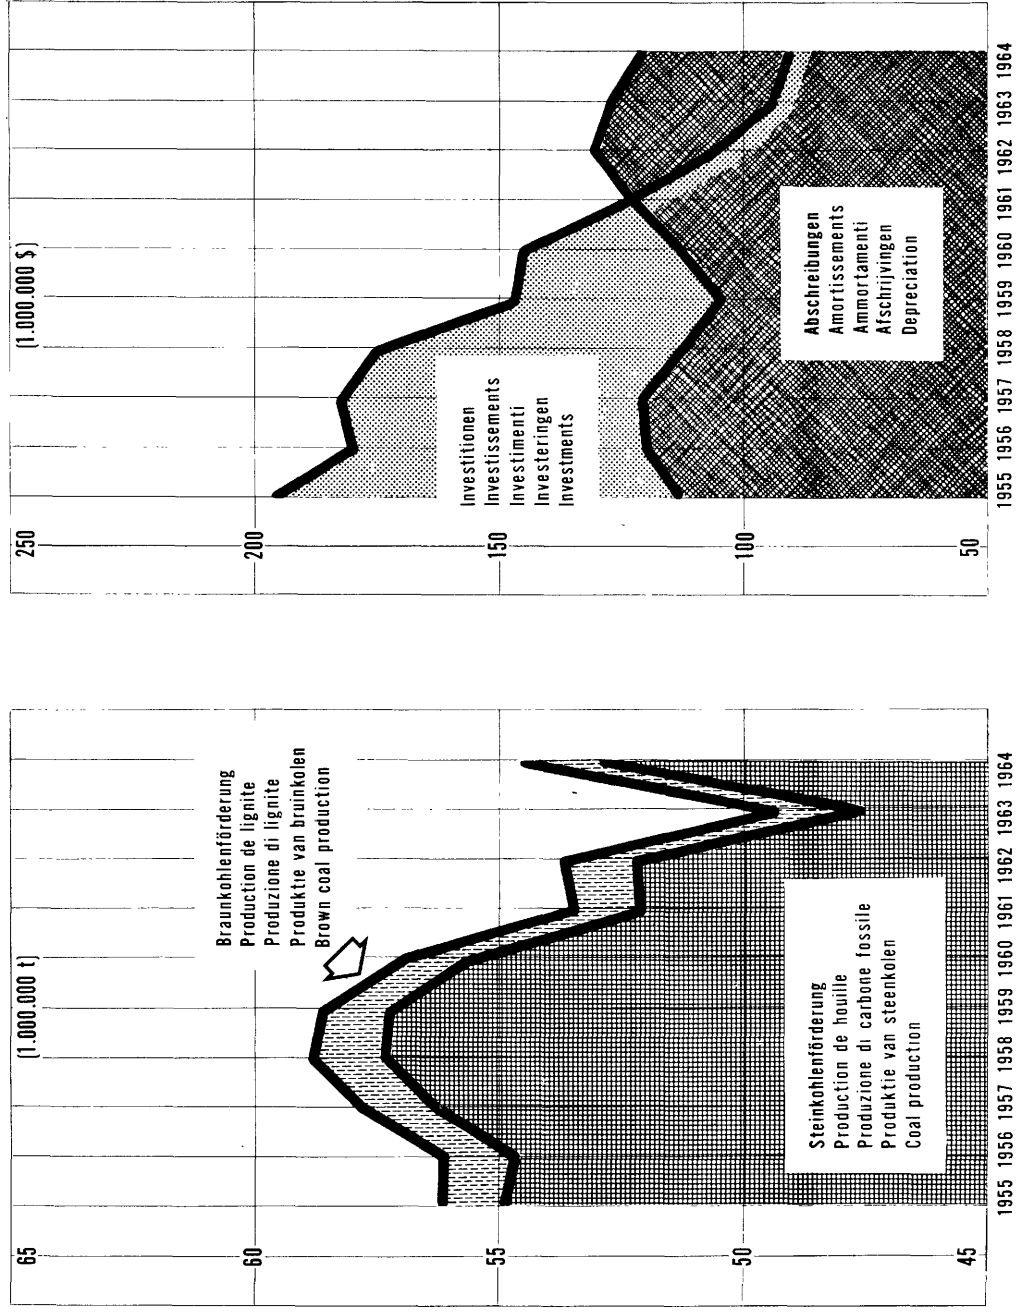 (1.000.000 t)
65
60
55
50
45
Braunkohlenförderung
Production de lignite
Produzione di lignite
Produktie van bruinkolen
Brown coal production
Steinkohlenförderung
Production de houille
Produzione di carbone fossile
Produktie van steenkolen
Coal production
1955 1956 1957 1958 1959 1960 1961 1962 1963 1964
(1.000.000 $)
250
200
150
100
50
Investitionen
Investissements
Investimenti
Investeringen
Investments
Abschreibungen
Amortissements
Ammortamenti
Afschrijvingen
Depreciation
1955 1956 1957 1958 1959 1960 1961 1962 1963 1964